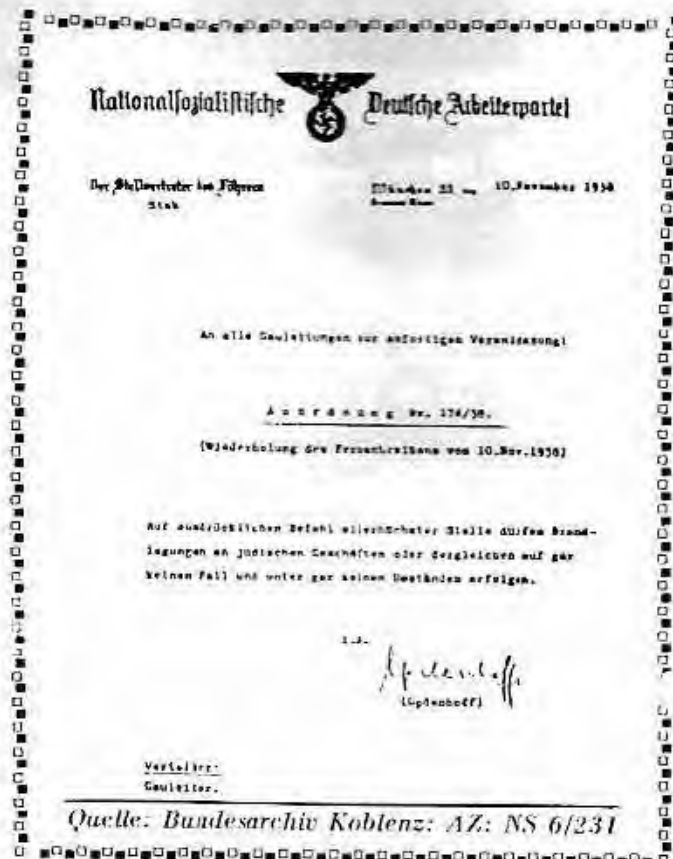 Nationalsozialistische Deutsche Arbeiterpartei
Der Stellvertreter des Führers
Stab
München 33 10.November 1938
An alle Gauleitungen zur sofortigen Veranlassung!
Anordnung Nr. 174/38.
(Wiederholung des Fernschreibens vom 10.Nov.1938)
Auf ausdrücklichen Befehl allerhöchster Stelle dürfen Brand-
legungen an jüdischen Geschäften oder dergleichen auf gar
keinen Fall und unter gar keinen Umständen erfolgen.
(Opdenhoff)
Verteiler:
Gauleiter.
Quelle: Bundesarchiv Koblenz: AZ: NS 6/231